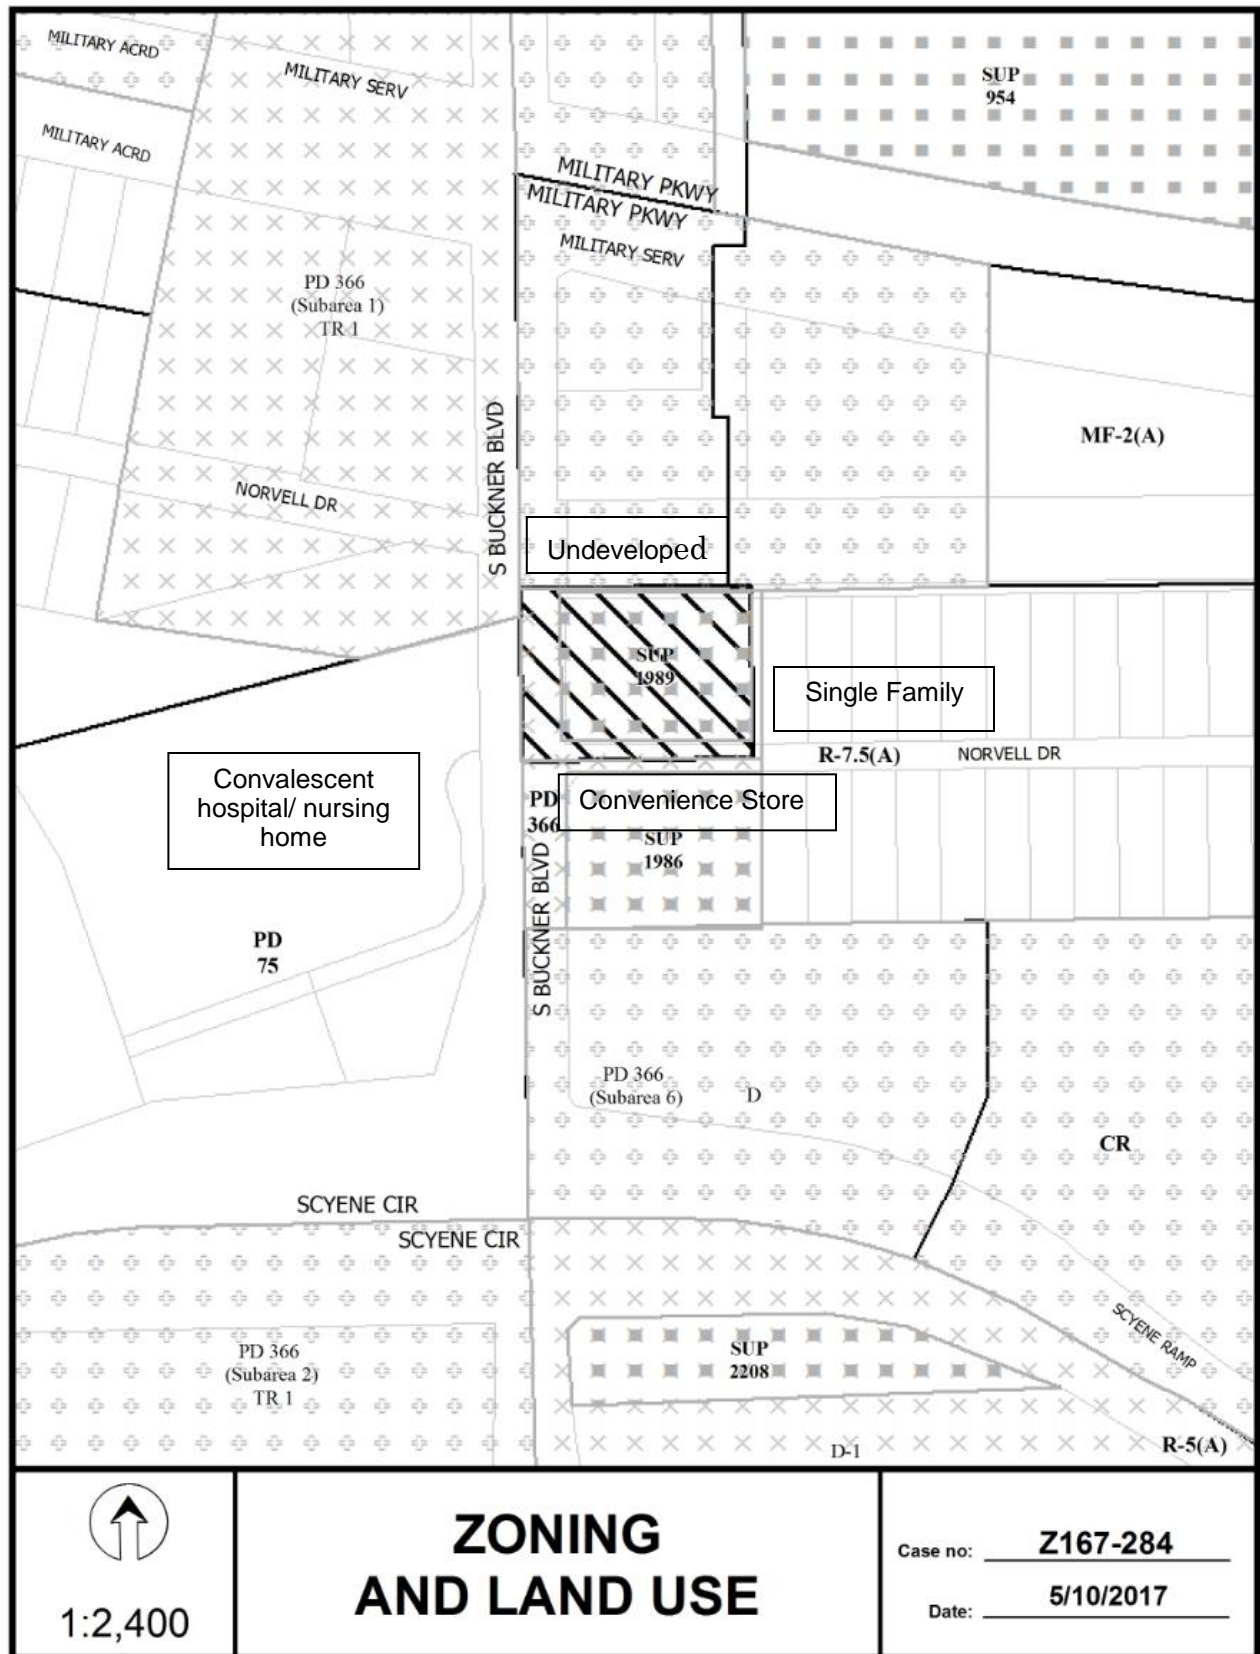 MILITARY ACRD
MILITARY SERV
SUP
954
MILITARY ACRD
MILITARY PKWY
MILITARY PKWY
MILITARY SERV
PD 366
(Subarea 1)
TR 1
S BUCKNER BLVD
MF-2(A)
NORVELL DR
Undeveloped
SUP
1989
Single Family
R-7.5(A)
NORVELL DR
Convalescent
hospital/ nursing
home
PD
366
Convenience Store
SUP
1986
S BUCKNER BLVD
PD
75
PD 366
(Subarea 6)
D
CR
SCYENE CIR
SCYENE CIR
SCYENE RAMP
PD 366
(Subarea 2)
TR 1
SUP
2208
D-1
R-5(A)
1:2,400
ZONING
AND LAND USE
Case no: Z167-284
Date: 5/10/2017